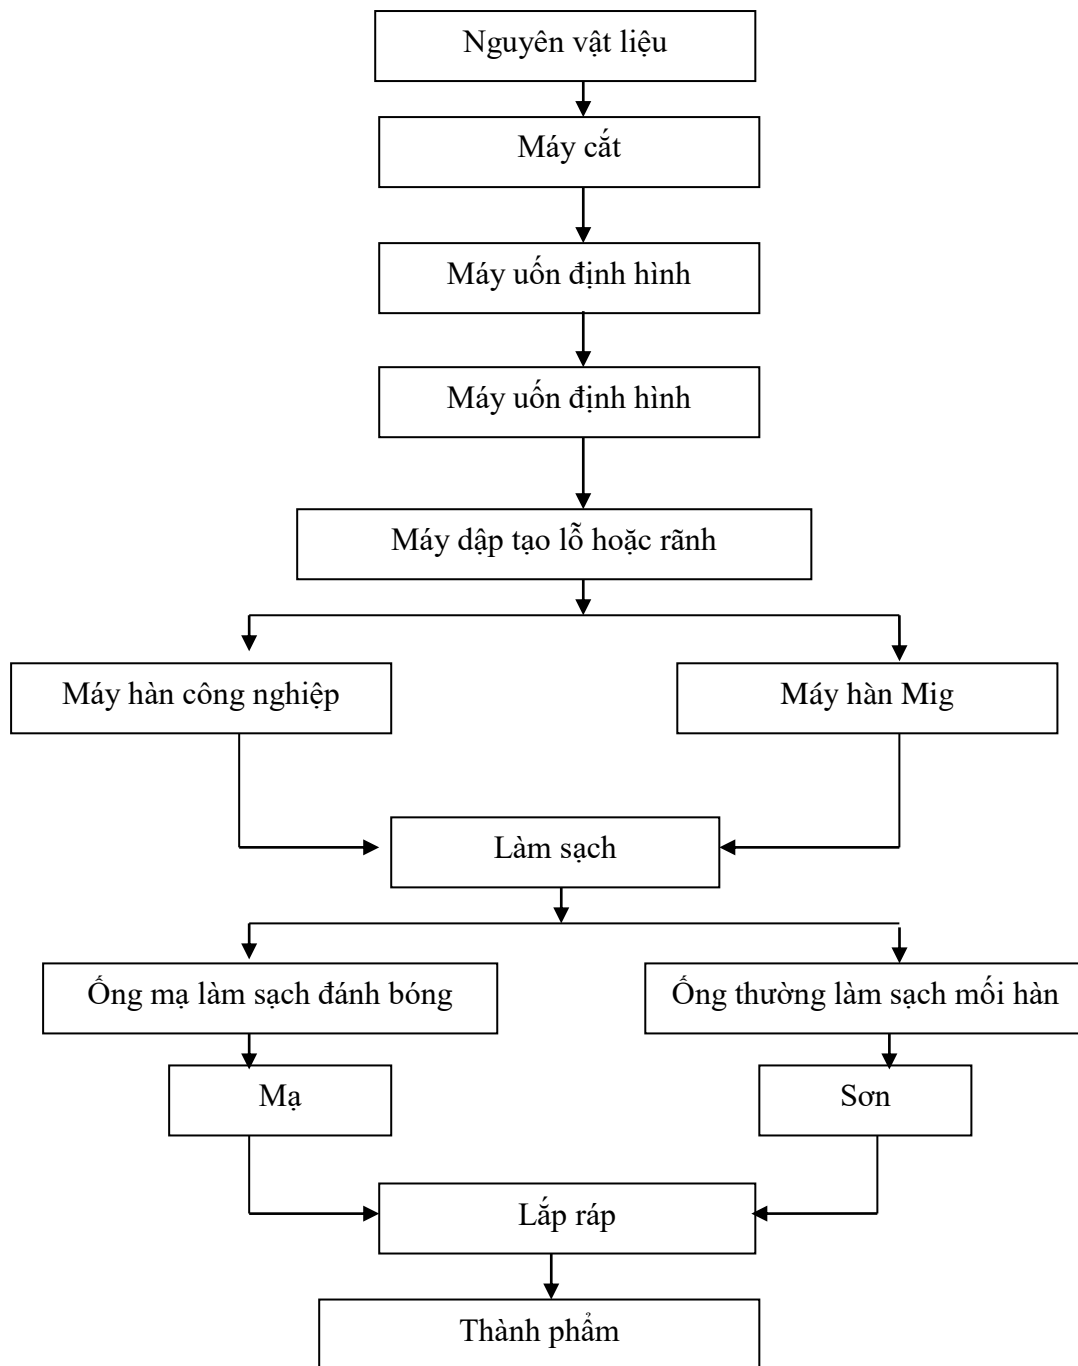 Nguyên vật liệu
Máy cắt
Máy uốn định hình
Máy uốn định hình
Máy dập tạo lỗ hoặc rãnh
Máy hàn công nghiệp
Máy hàn Mig
Làm sạch
Ống mạ làm sạch đánh bóng
Ống thường làm sạch mối hàn
Mạ
Sơn
Lắp ráp
Thành phẩm